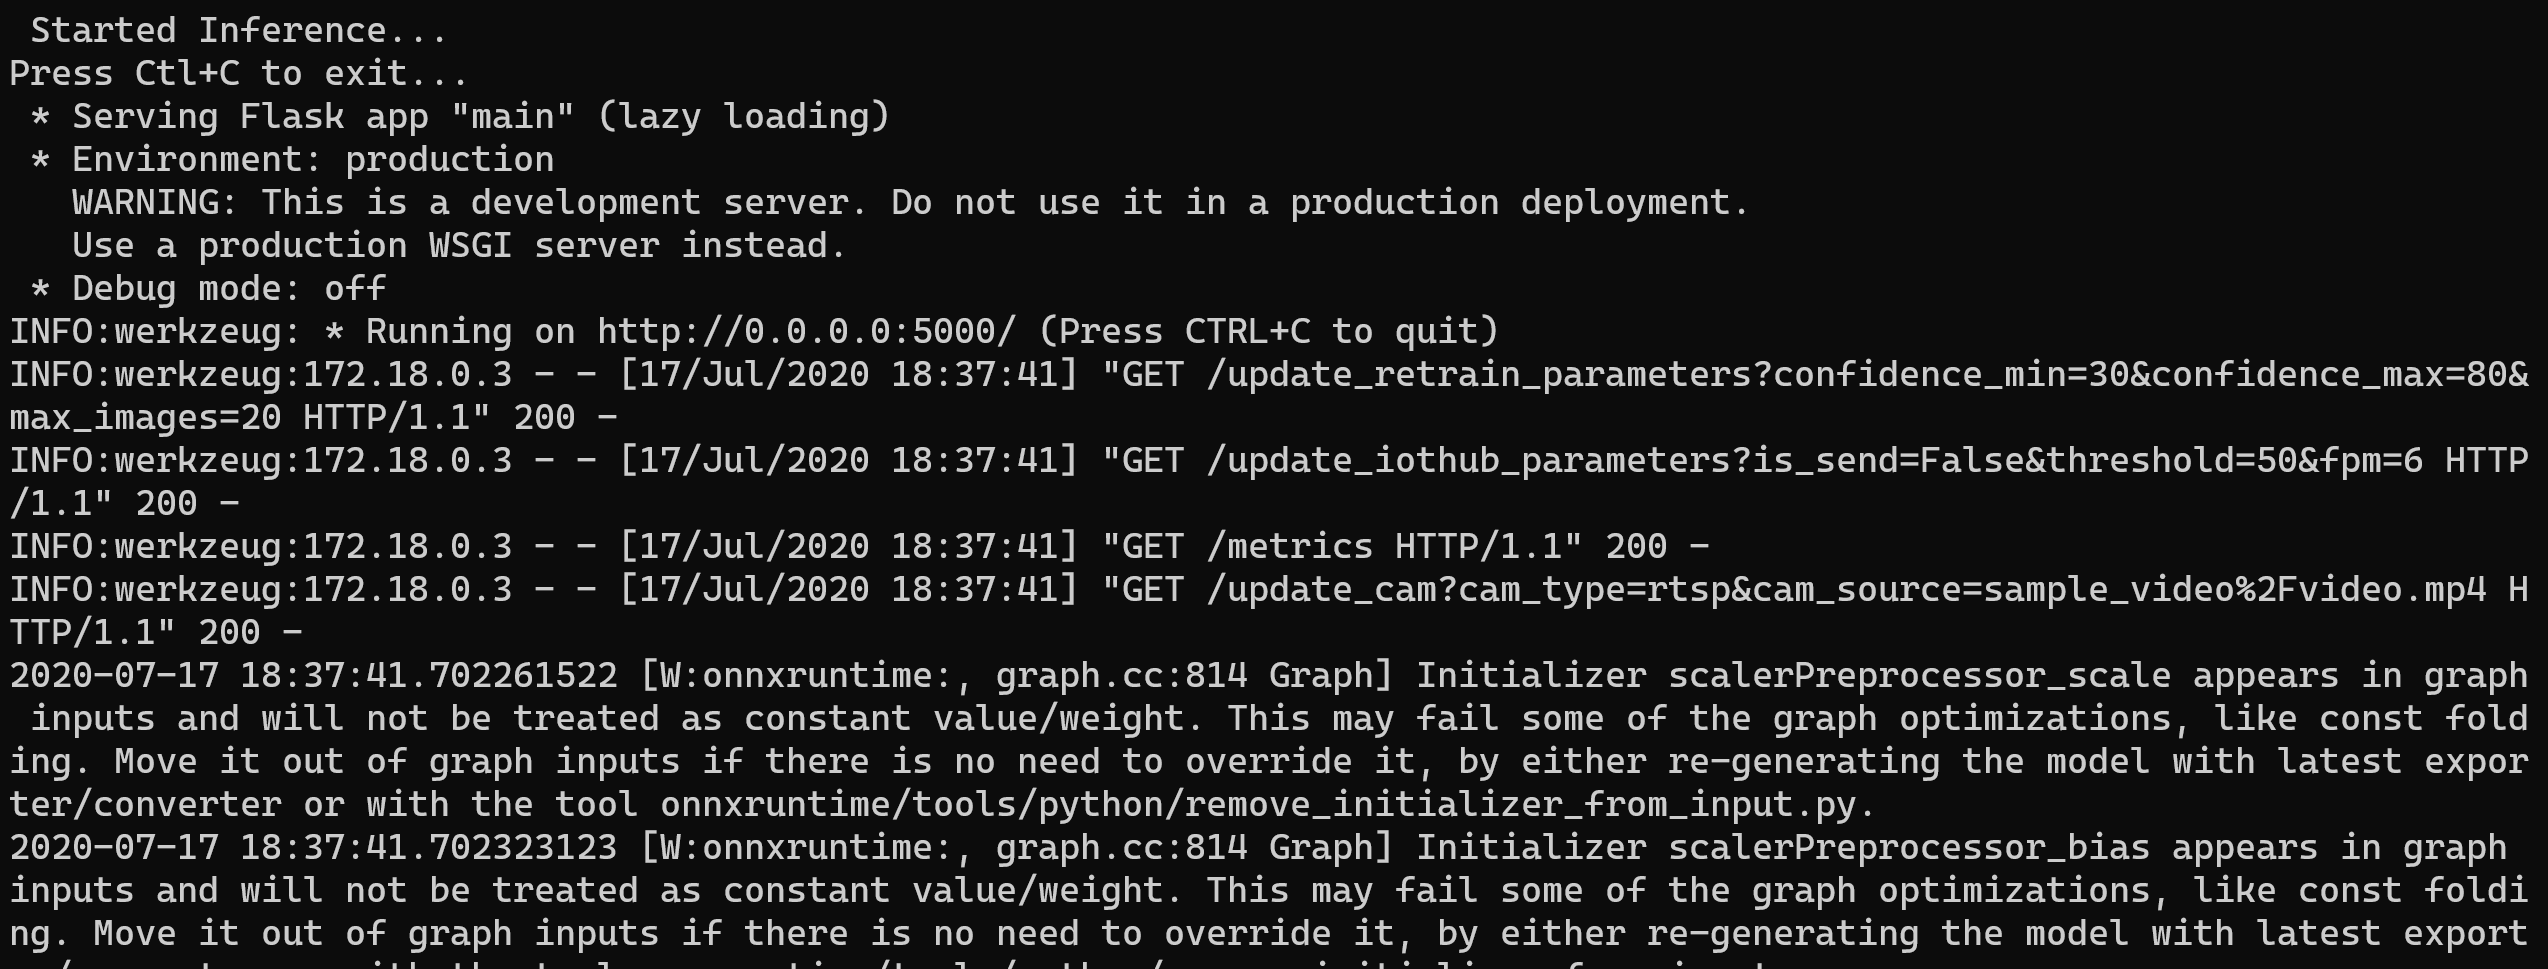 Started Inference...
Press Ctl+C to exit...
 * Serving Flask app "main" (lazy loading)
 * Environment: production
   WARNING: This is a development server. Do not use it in a production deployment.
   Use a production WSGI server instead.
 * Debug mode: off
INFO:werkzeug: * Running on http://0.0.0.0:5000/ (Press CTRL+C to quit)
INFO:werkzeug:172.18.0.3 - - [17/Jul/2020 18:37:41] "GET /update_retrain_parameters?confidence_min=30&confidence_max=80&
max_images=20 HTTP/1.1" 200 -
INFO:werkzeug:172.18.0.3 - - [17/Jul/2020 18:37:41] "GET /update_iothub_parameters?is_send=False&threshold=50&fpm=6 HTTP
/1.1" 200 -
INFO:werkzeug:172.18.0.3 - - [17/Jul/2020 18:37:41] "GET /metrics HTTP/1.1" 200 -
INFO:werkzeug:172.18.0.3 - - [17/Jul/2020 18:37:41] "GET /update_cam?cam_type=rtsp&cam_source=sample_video%2Fvideo.mp4 H
TTP/1.1" 200 -
2020-07-17 18:37:41.702261522 [W:onnxruntime:, graph.cc:814 Graph] Initializer scalerPreprocessor_scale appears in graph
 inputs and will not be treated as constant value/weight. This may fail some of the graph optimizations, like const fold
ing. Move it out of graph inputs if there is no need to override it, by either re-generating the model with latest expor
ter/converter or with the tool onnxruntime/tools/python/remove_initializer_from_input.py.
2020-07-17 18:37:41.702323123 [W:onnxruntime:, graph.cc:814 Graph] Initializer scalerPreprocessor_bias appears in graph
inputs and will not be treated as constant value/weight. This may fail some of the graph optimizations, like const foldi
ng. Move it out of graph inputs if there is no need to override it, by either re-generating the model with latest export